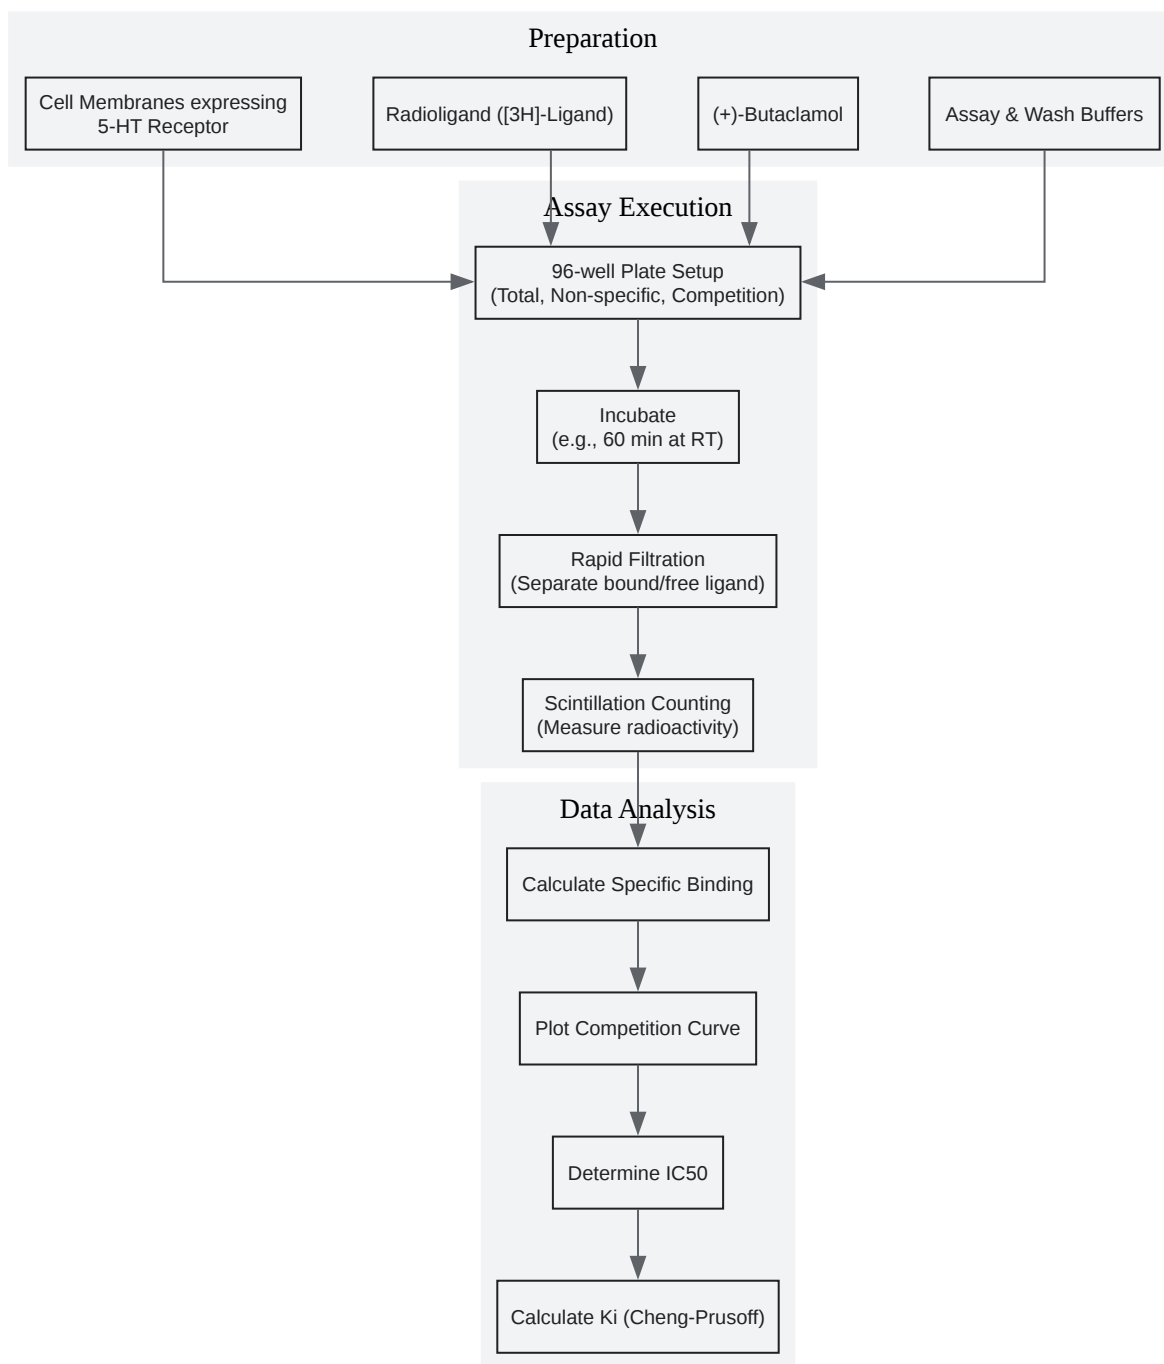 Preparation
Cell Membranes expressing
5-HT Receptor
Radioligand ([3H]-Ligand)
(+)-Butaclamol
Assay & Wash Buffers
Assay Execution
96-well Plate Setup
(Total, Non-specific, Competition)
Incubate
(e.g., 60 min at RT)
Rapid Filtration
(Separate bound/free ligand)
Scintillation Counting
(Measure radioactivity)
Data Analysis
Calculate Specific Binding
Plot Competition Curve
Determine IC50
Calculate Ki (Cheng-Prusoff)